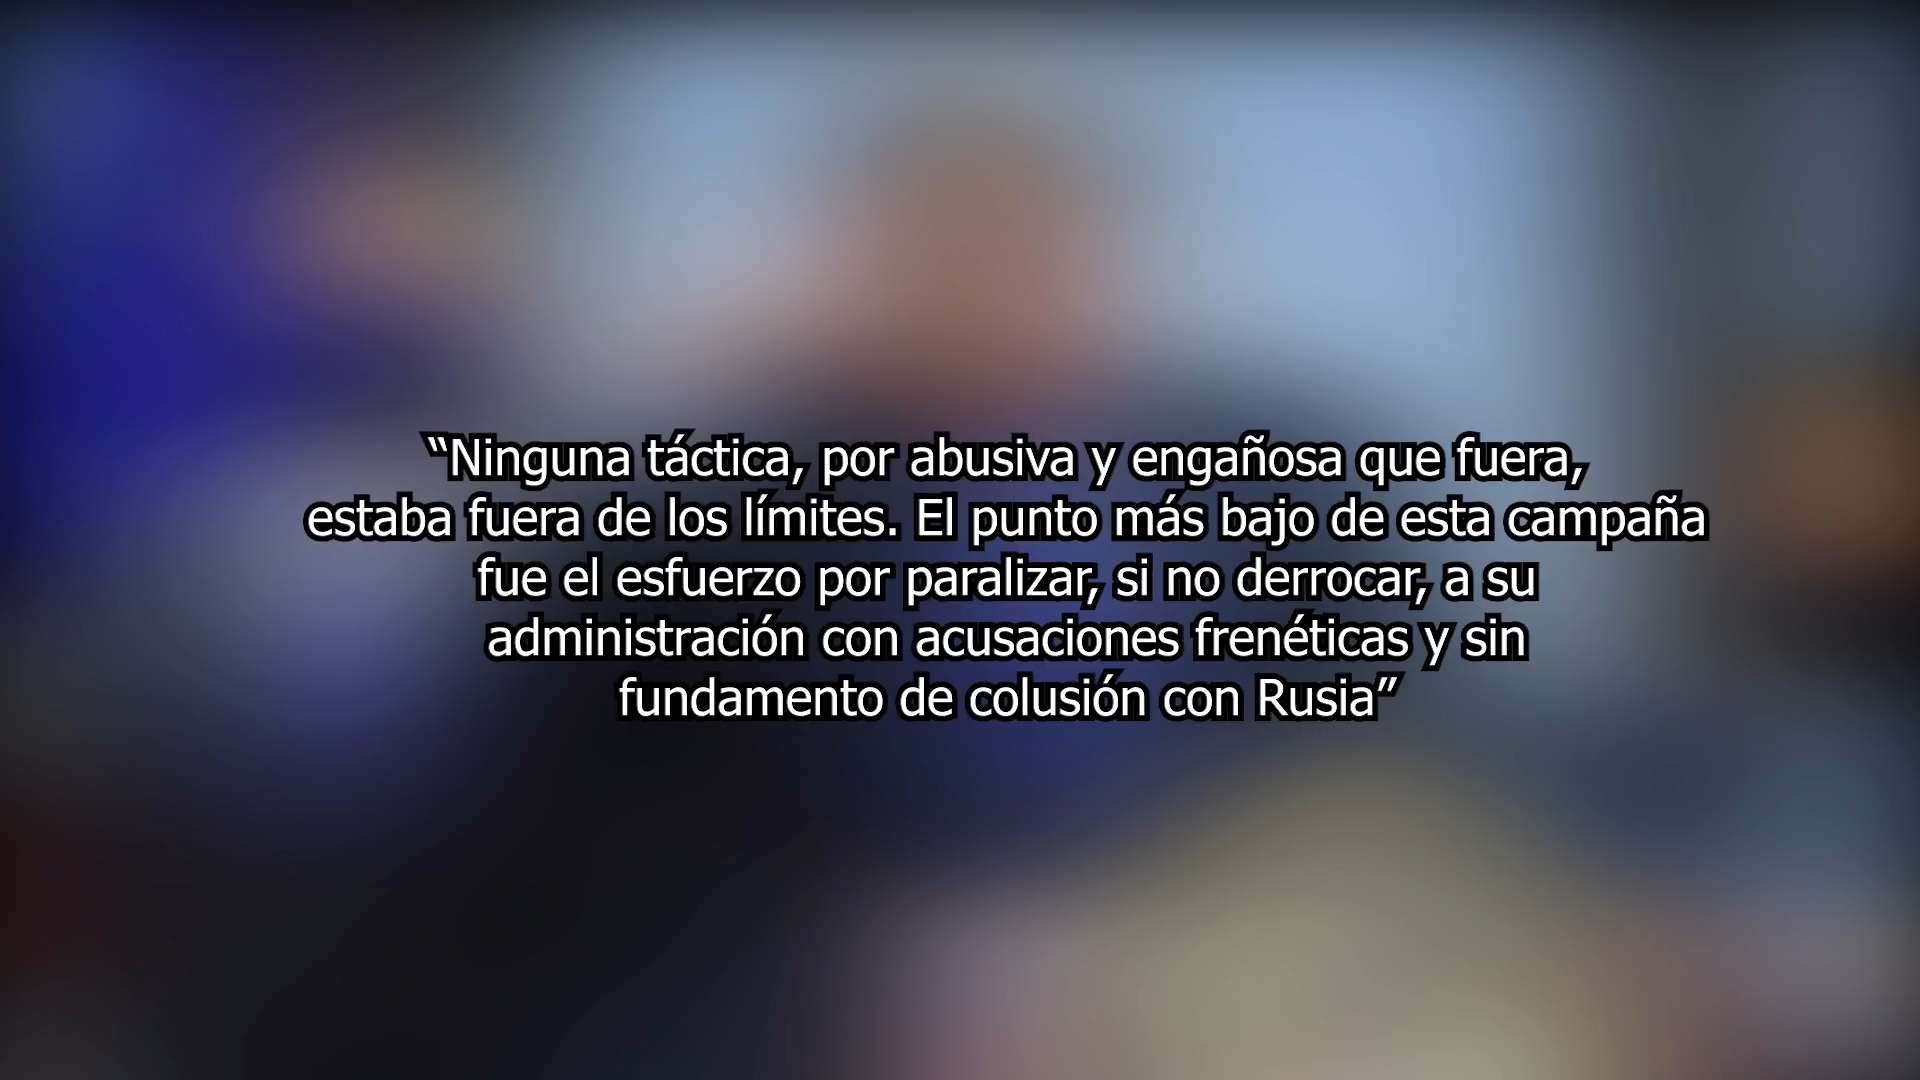 “Ninguna táctica, por abusiva y engañosa que fuera,
estaba fuera de los límites. El punto más bajo de esta campaña
fue el esfuerzo por paralizar, si no derrocar, a su
administración con acusaciones frenéticas y sin
fundamento de colusión con Rusia”